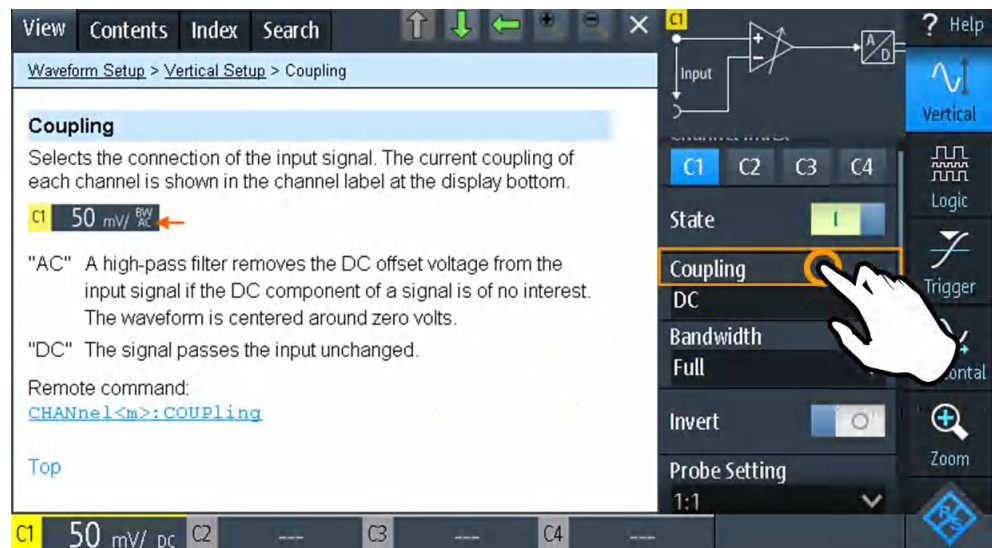 View Contents Index Search
Waveform Setup > Vertical Setup > Coupling
Coupling
Selects the connection of the input signal. The current coupling of
each channel is shown in the channel label at the display bottom.
C1 50 mV/ BW AC
"AC" A high-pass filter removes the DC offset voltage from the
input signal if the DC component of a signal is of no interest.
The waveform is centered around zero volts.
"DC" The signal passes the input unchanged.
Remote command:
CHANnel<m>:COUPling
Top
C1
Input
+
-
A/D
C1 C2 C3 C4
State
I
Coupling
DC
Bandwidth
Full
Invert
O
Probe Setting
1:1
? Help
Vertical
Logic
Trigger
Zoom
R&S
C1 50 mV/ DC C2 --- C3 --- C4 ---